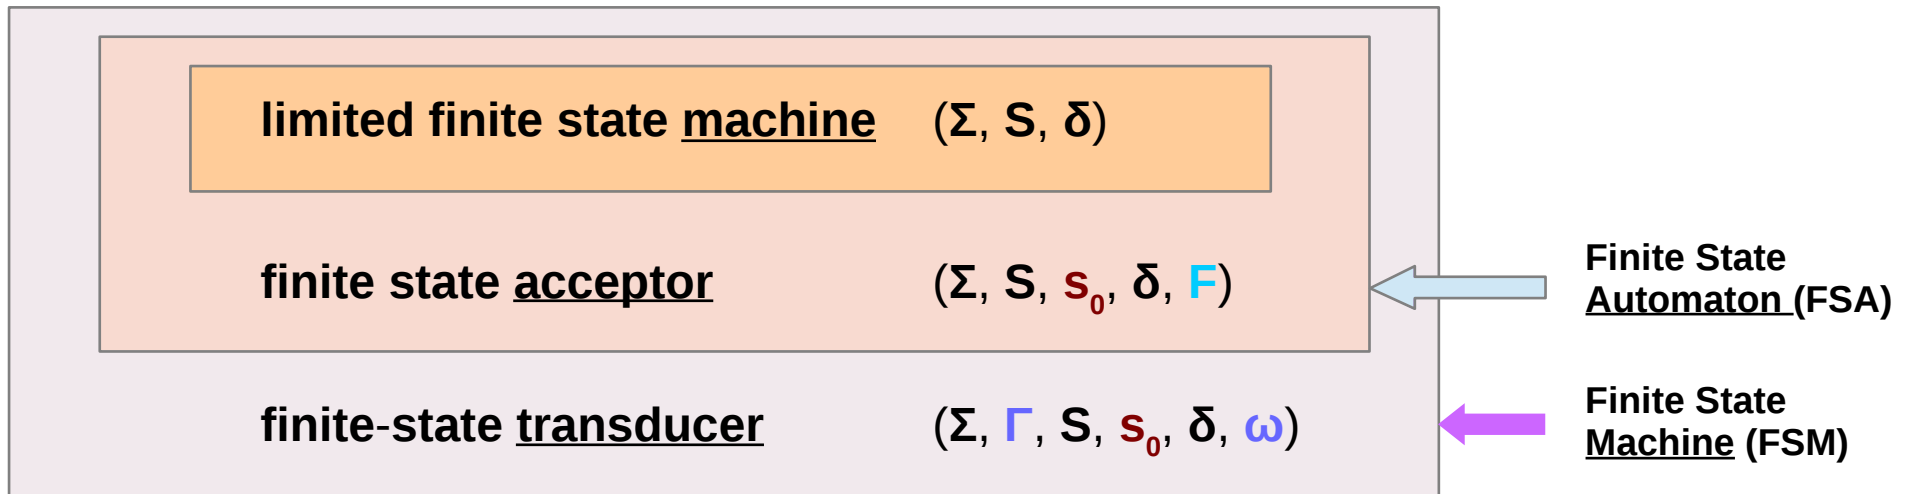 limited finite state machine (Σ, S, δ)
finite state acceptor (Σ, S, s₀, δ, F)
Finite State
Automaton (FSA)
finite-state transducer (Σ, Γ, S, s₀, δ, ω)
Finite State
Machine (FSM)